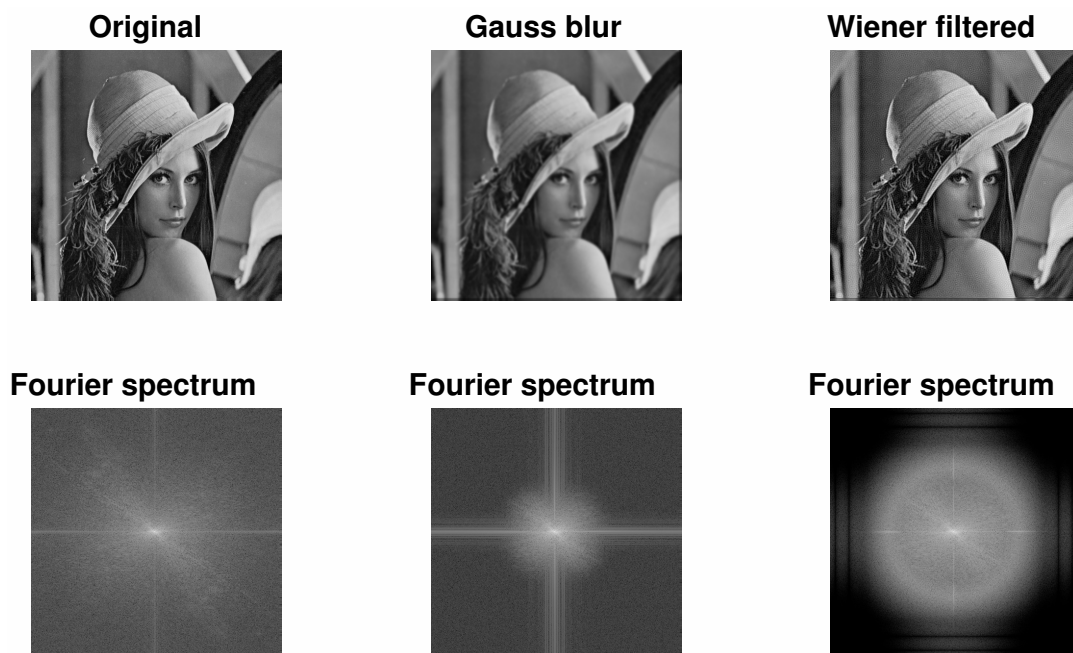 Original
Gauss blur
Wiener filtered
Fourier spectrum
Fourier spectrum
Fourier spectrum